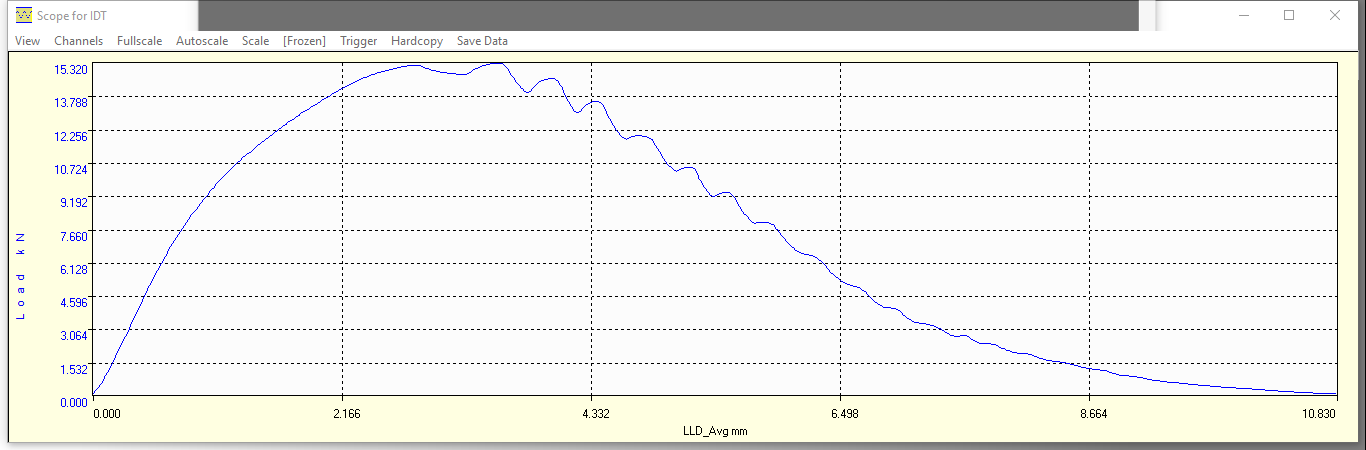 Scope for IDT
View Channels Fullscale Autoscale Scale [Frozen] Trigger Hardcopy Save Data
15.320
13.788
12.256
10.724
9.192
7.660
6.128
4.596
3.064
1.532
0.000
Load kN
0.000 2.166 4.332 6.498 8.664 10.830
LLD_Avg mm